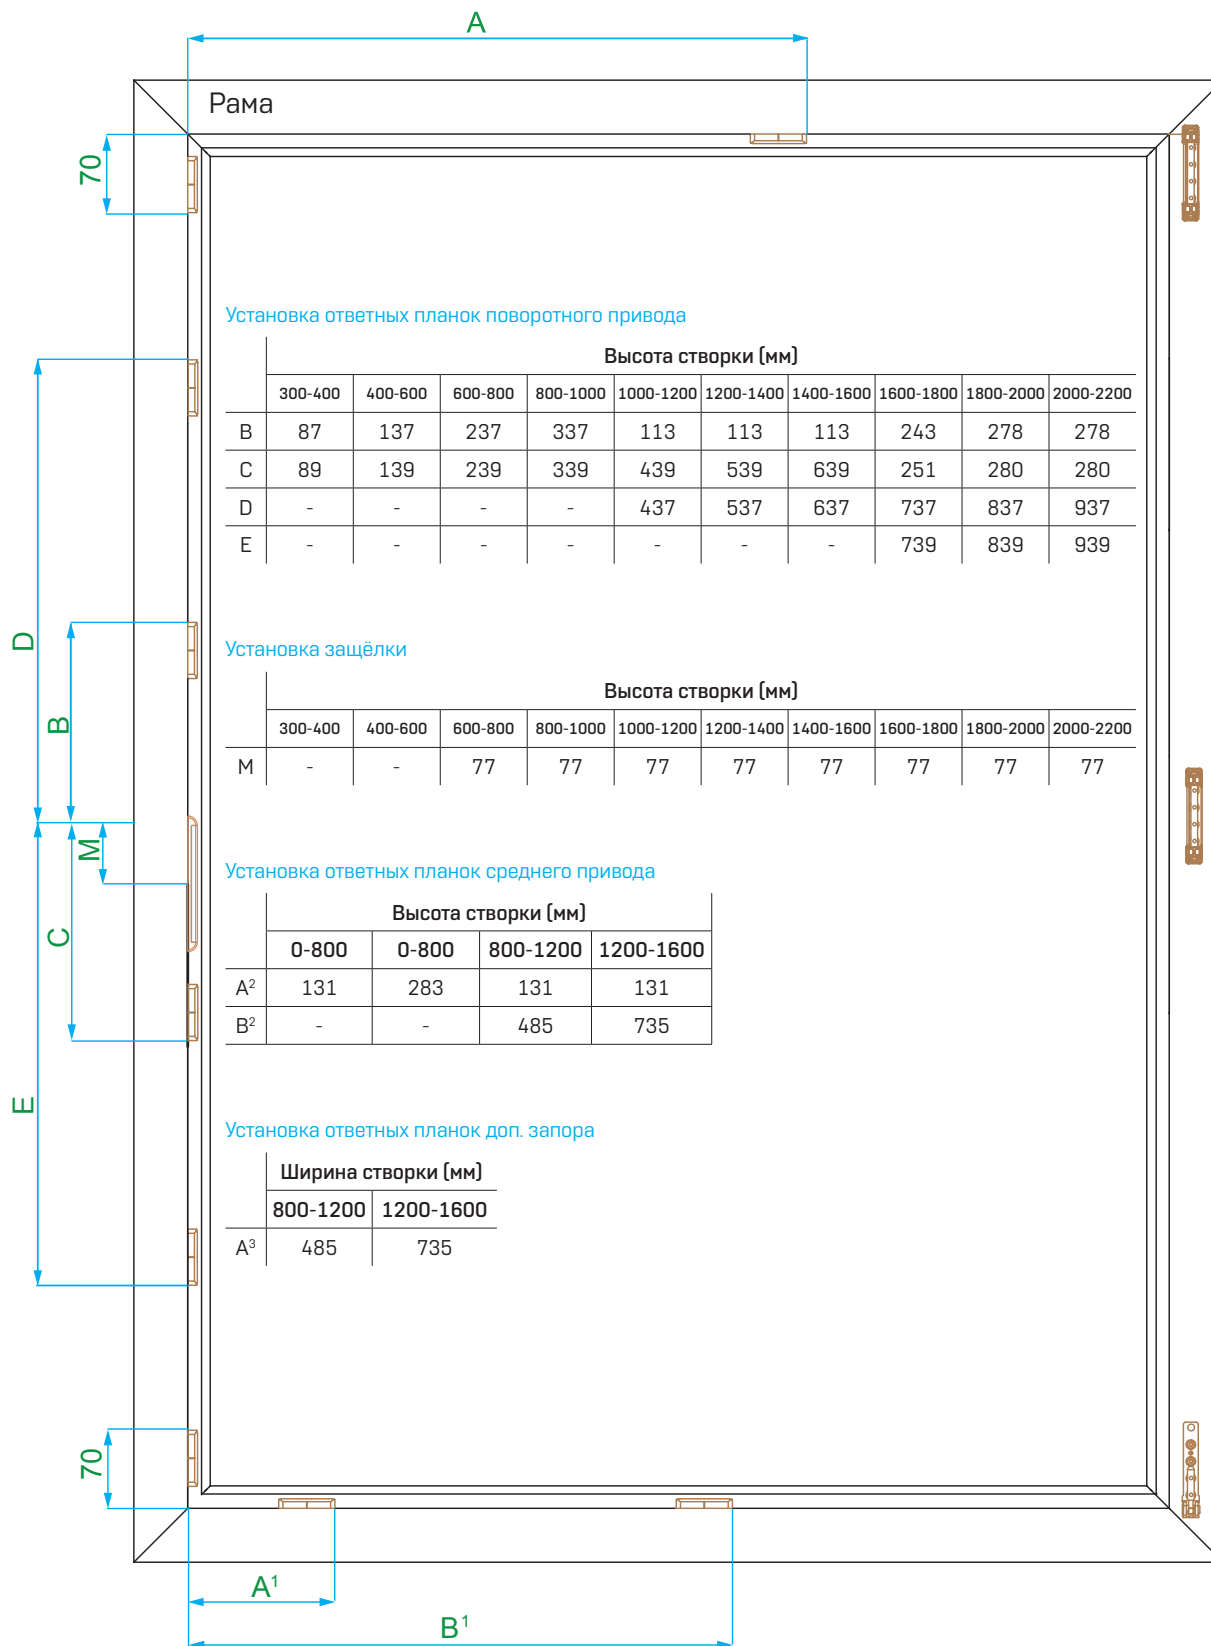 A
Рама
70
Установка ответных планок поворотного привода
Высота створки (мм)
300-400 400-600 600-800 800-1000 1000-1200 1200-1400 1400-1600 1600-1800 1800-2000 2000-2200
B 87 137 237 337 113 113 113 243 278 278
C 89 139 239 339 439 539 639 251 280 280
D - - - - 437 537 637 737 837 937
E - - - - - - - 739 839 939
D
B
Установка защёлки
Высота створки (мм)
300-400 400-600 600-800 800-1000 1000-1200 1200-1400 1400-1600 1600-1800 1800-2000 2000-2200
M - - 77 77 77 77 77 77 77 77
M
C
E
Установка ответных планок среднего привода
Высота створки (мм)
0-800 0-800 800-1200 1200-1600
A² 131 283 131 131
B² - - 485 735
Установка ответных планок доп. запора
Ширина створки (мм)
800-1200 1200-1600
A³ 485 735
70
A¹
B¹